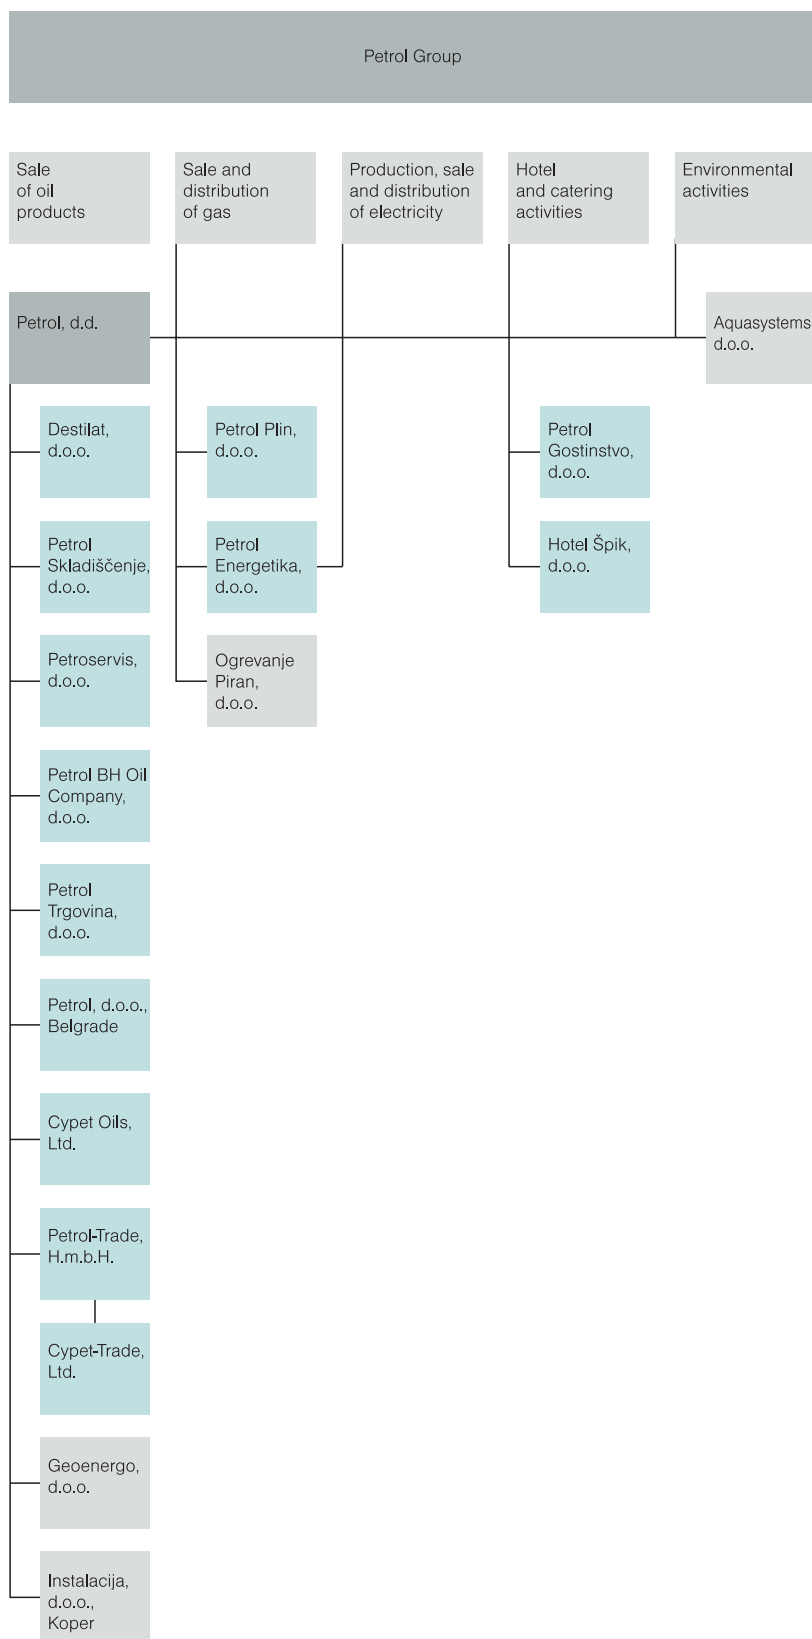 Petrol Group
Sale
of oil
products
Sale and
distribution
of gas
Production, sale
and distribution
of electricity
Hotel
and catering
activities
Environmental
activities
Petrol, d.d.
Aquasystems
d.o.o.
Destilat,
d.o.o.
Petrol Plin,
d.o.o.
Petrol
Gostinstvo,
d.o.o.
Petrol
Skladiščenje,
d.o.o.
Petrol
Energetika,
d.o.o.
Hotel Špik,
d.o.o.
Petroservis,
d.o.o.
Ogrevanje
Piran,
d.o.o.
Petrol BH Oil
Company,
d.o.o.
Petrol
Trgovina,
d.o.o.
Petrol, d.o.o.,
Belgrade
Cypet Oils,
Ltd.
Petrol-Trade,
H.m.b.H.
Cypet-Trade,
Ltd.
Geoenergo,
d.o.o.
Instalacija,
d.o.o.,
Koper